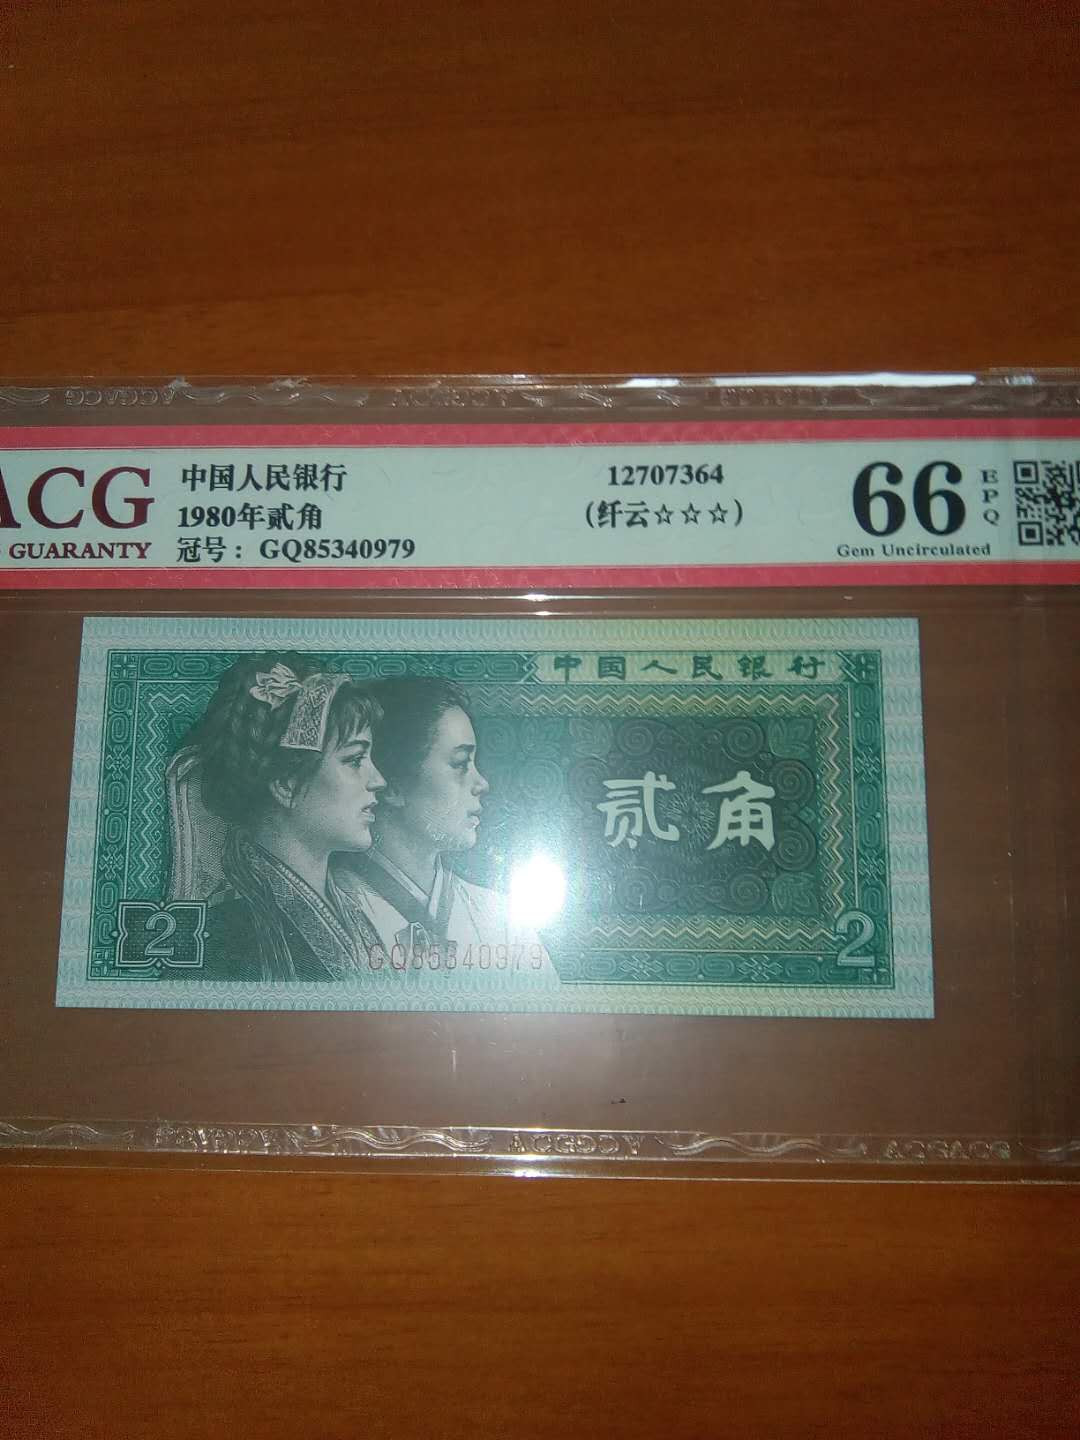 ACG
GUARANTY
中国人民银行
1980年贰角
冠号：GQ85340979
12707364
(纤云☆☆☆)
66
EPQ
Gem Uncirculated
中国人民银行
贰角
2
GQ85340979
2
ACGACG